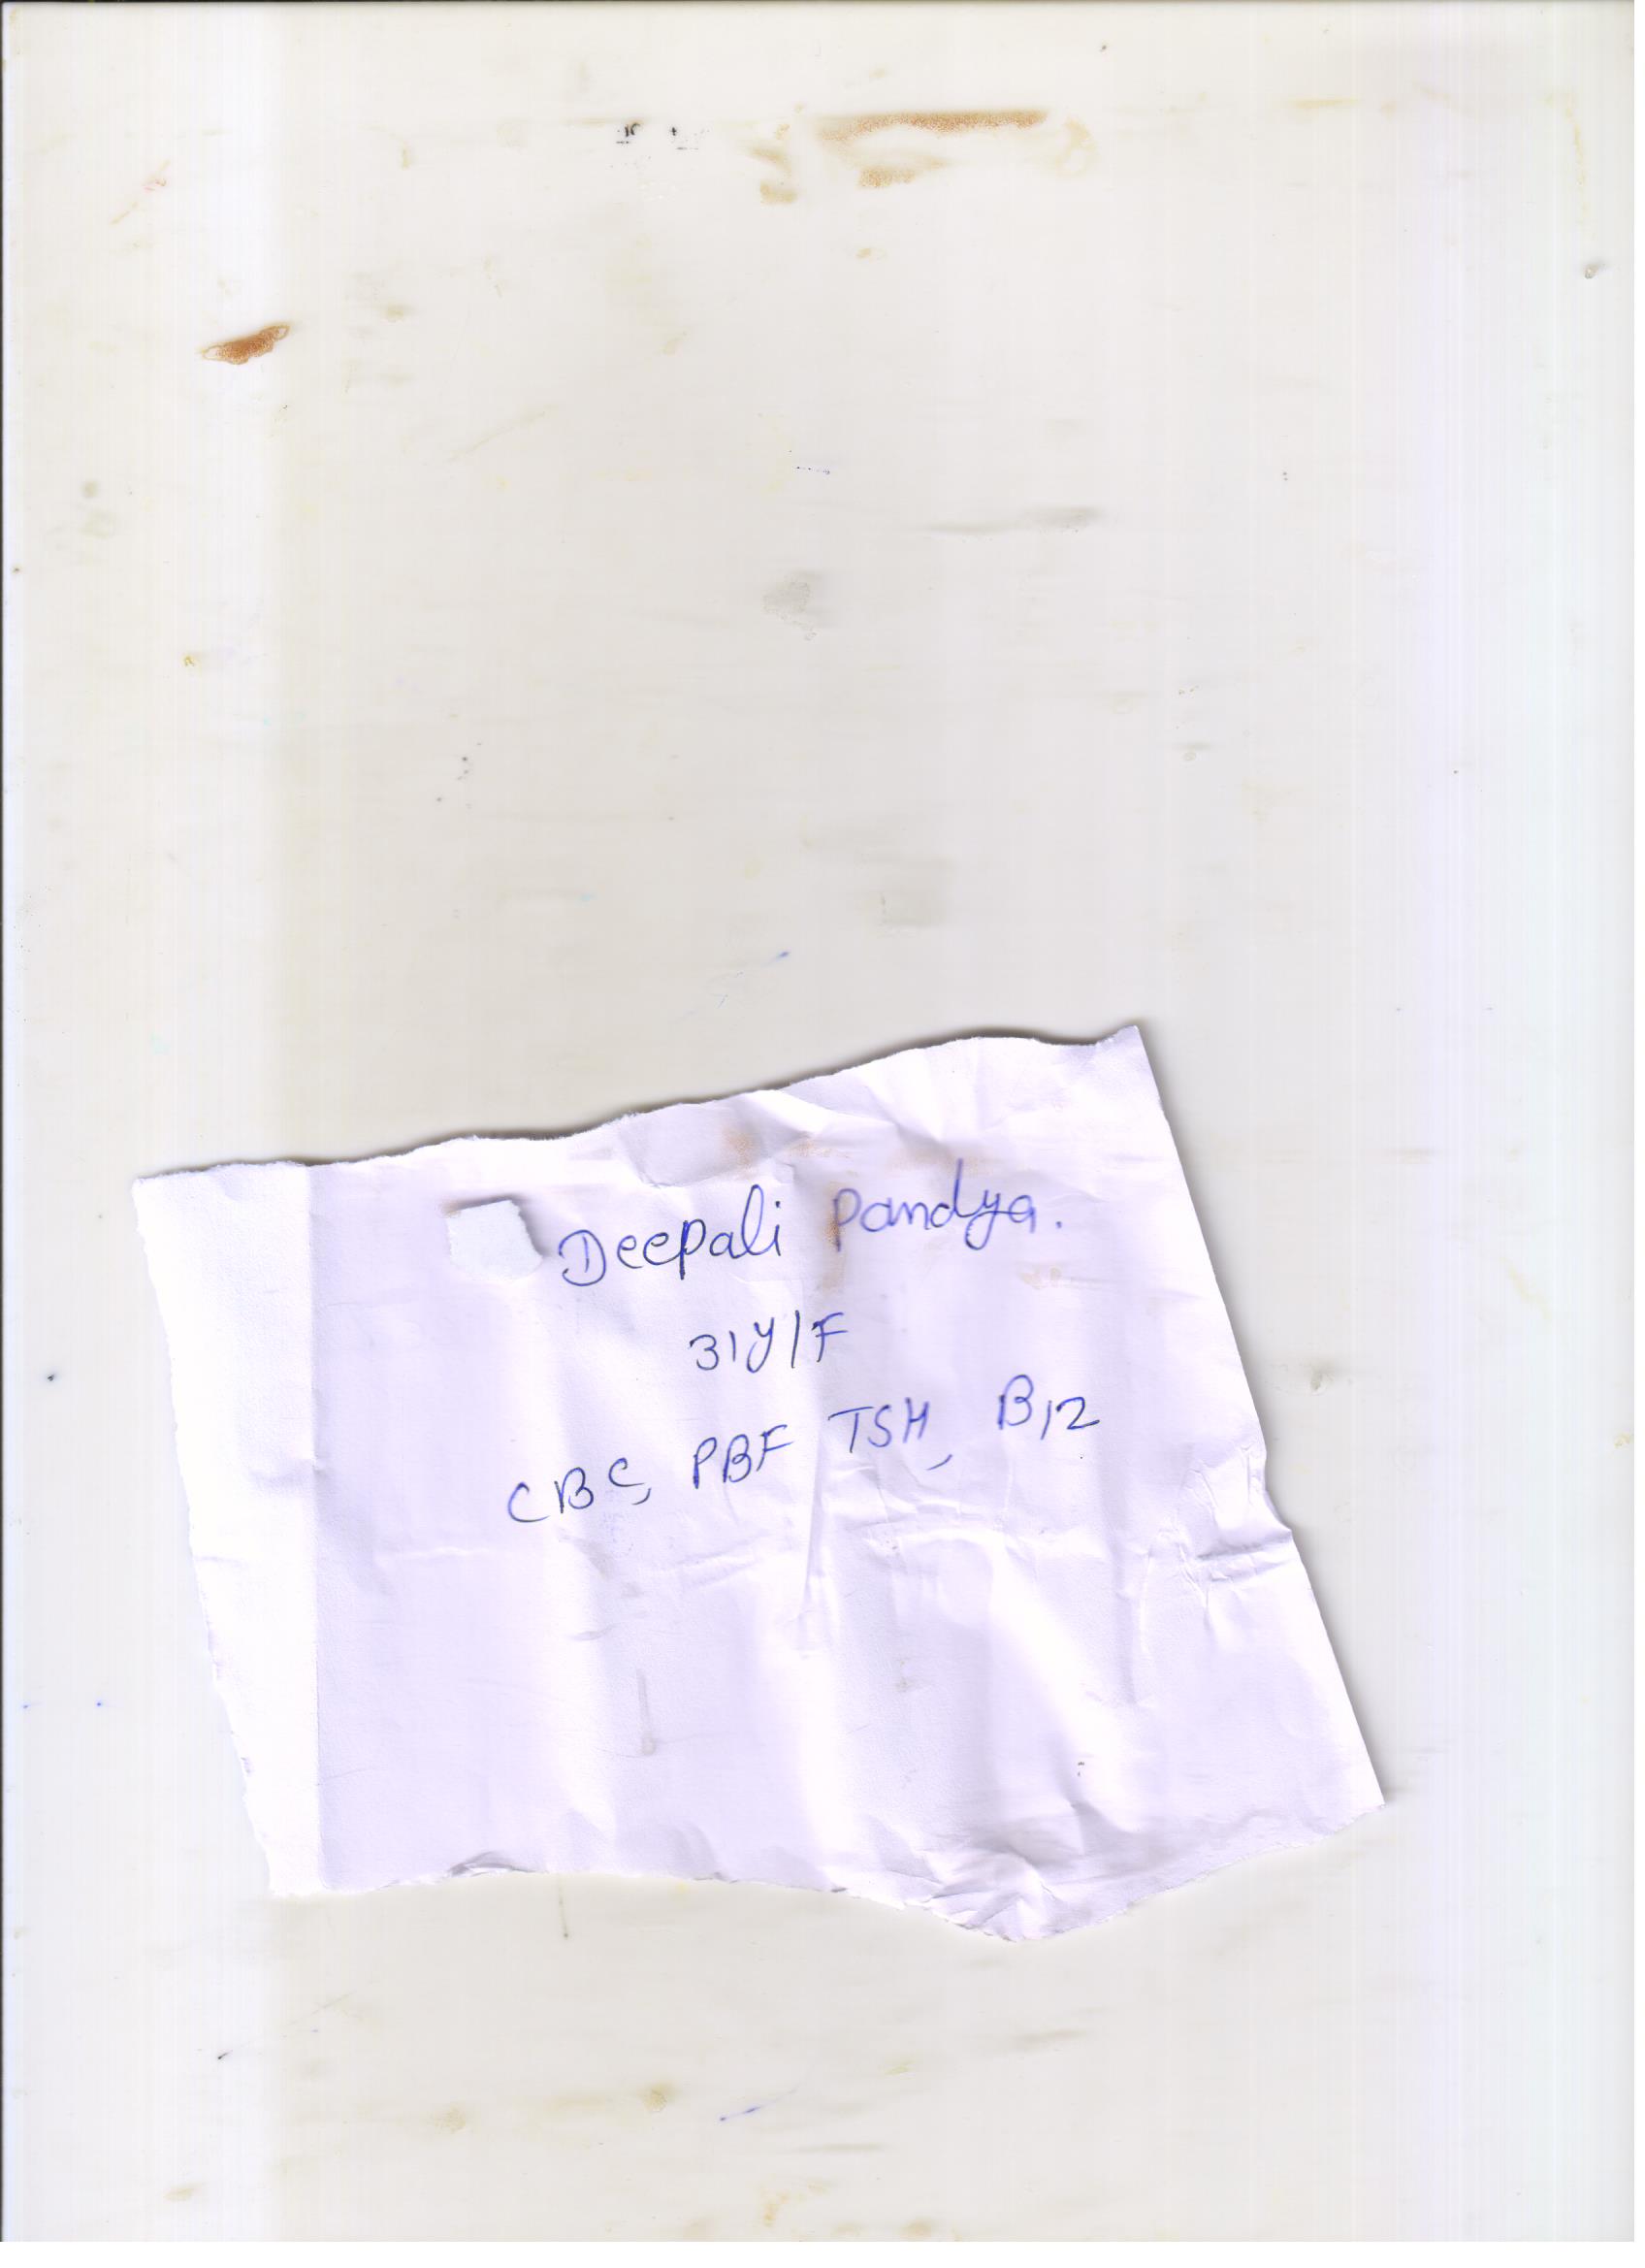 Deepali Pandya.
31Y/F
CBC, PBF TSH, B12